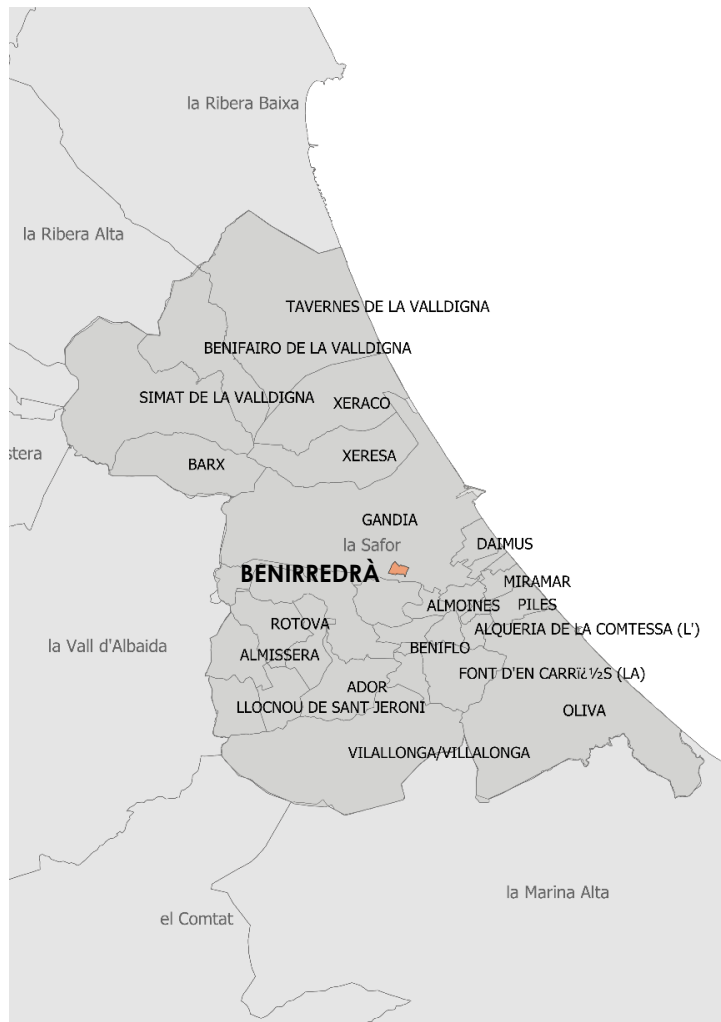 la Ribera Baixa
la Ribera Alta
TAVERNES DE LA VALLDIGNA
BENIFAIRO DE LA VALLDIGNA
SIMAT DE LA VALLDIGNA
XERACO
stera
BARX
XERESA
GANDIA
la Safor
DAIMUS
BENIRREDRÀ
MIRAMAR
ALMOINES
PILES
ROTOVA
ALQUERIA DE LA COMTESSA (L')
la Vall d'Albaida
BENIFLO
ALMISSERA
FONT D'EN CARRï¿½S (LA)
ADOR
LLOCNOU DE SANT JERONI
OLIVA
VILALLONGA/VILLALONGA
la Marina Alta
el Comtat